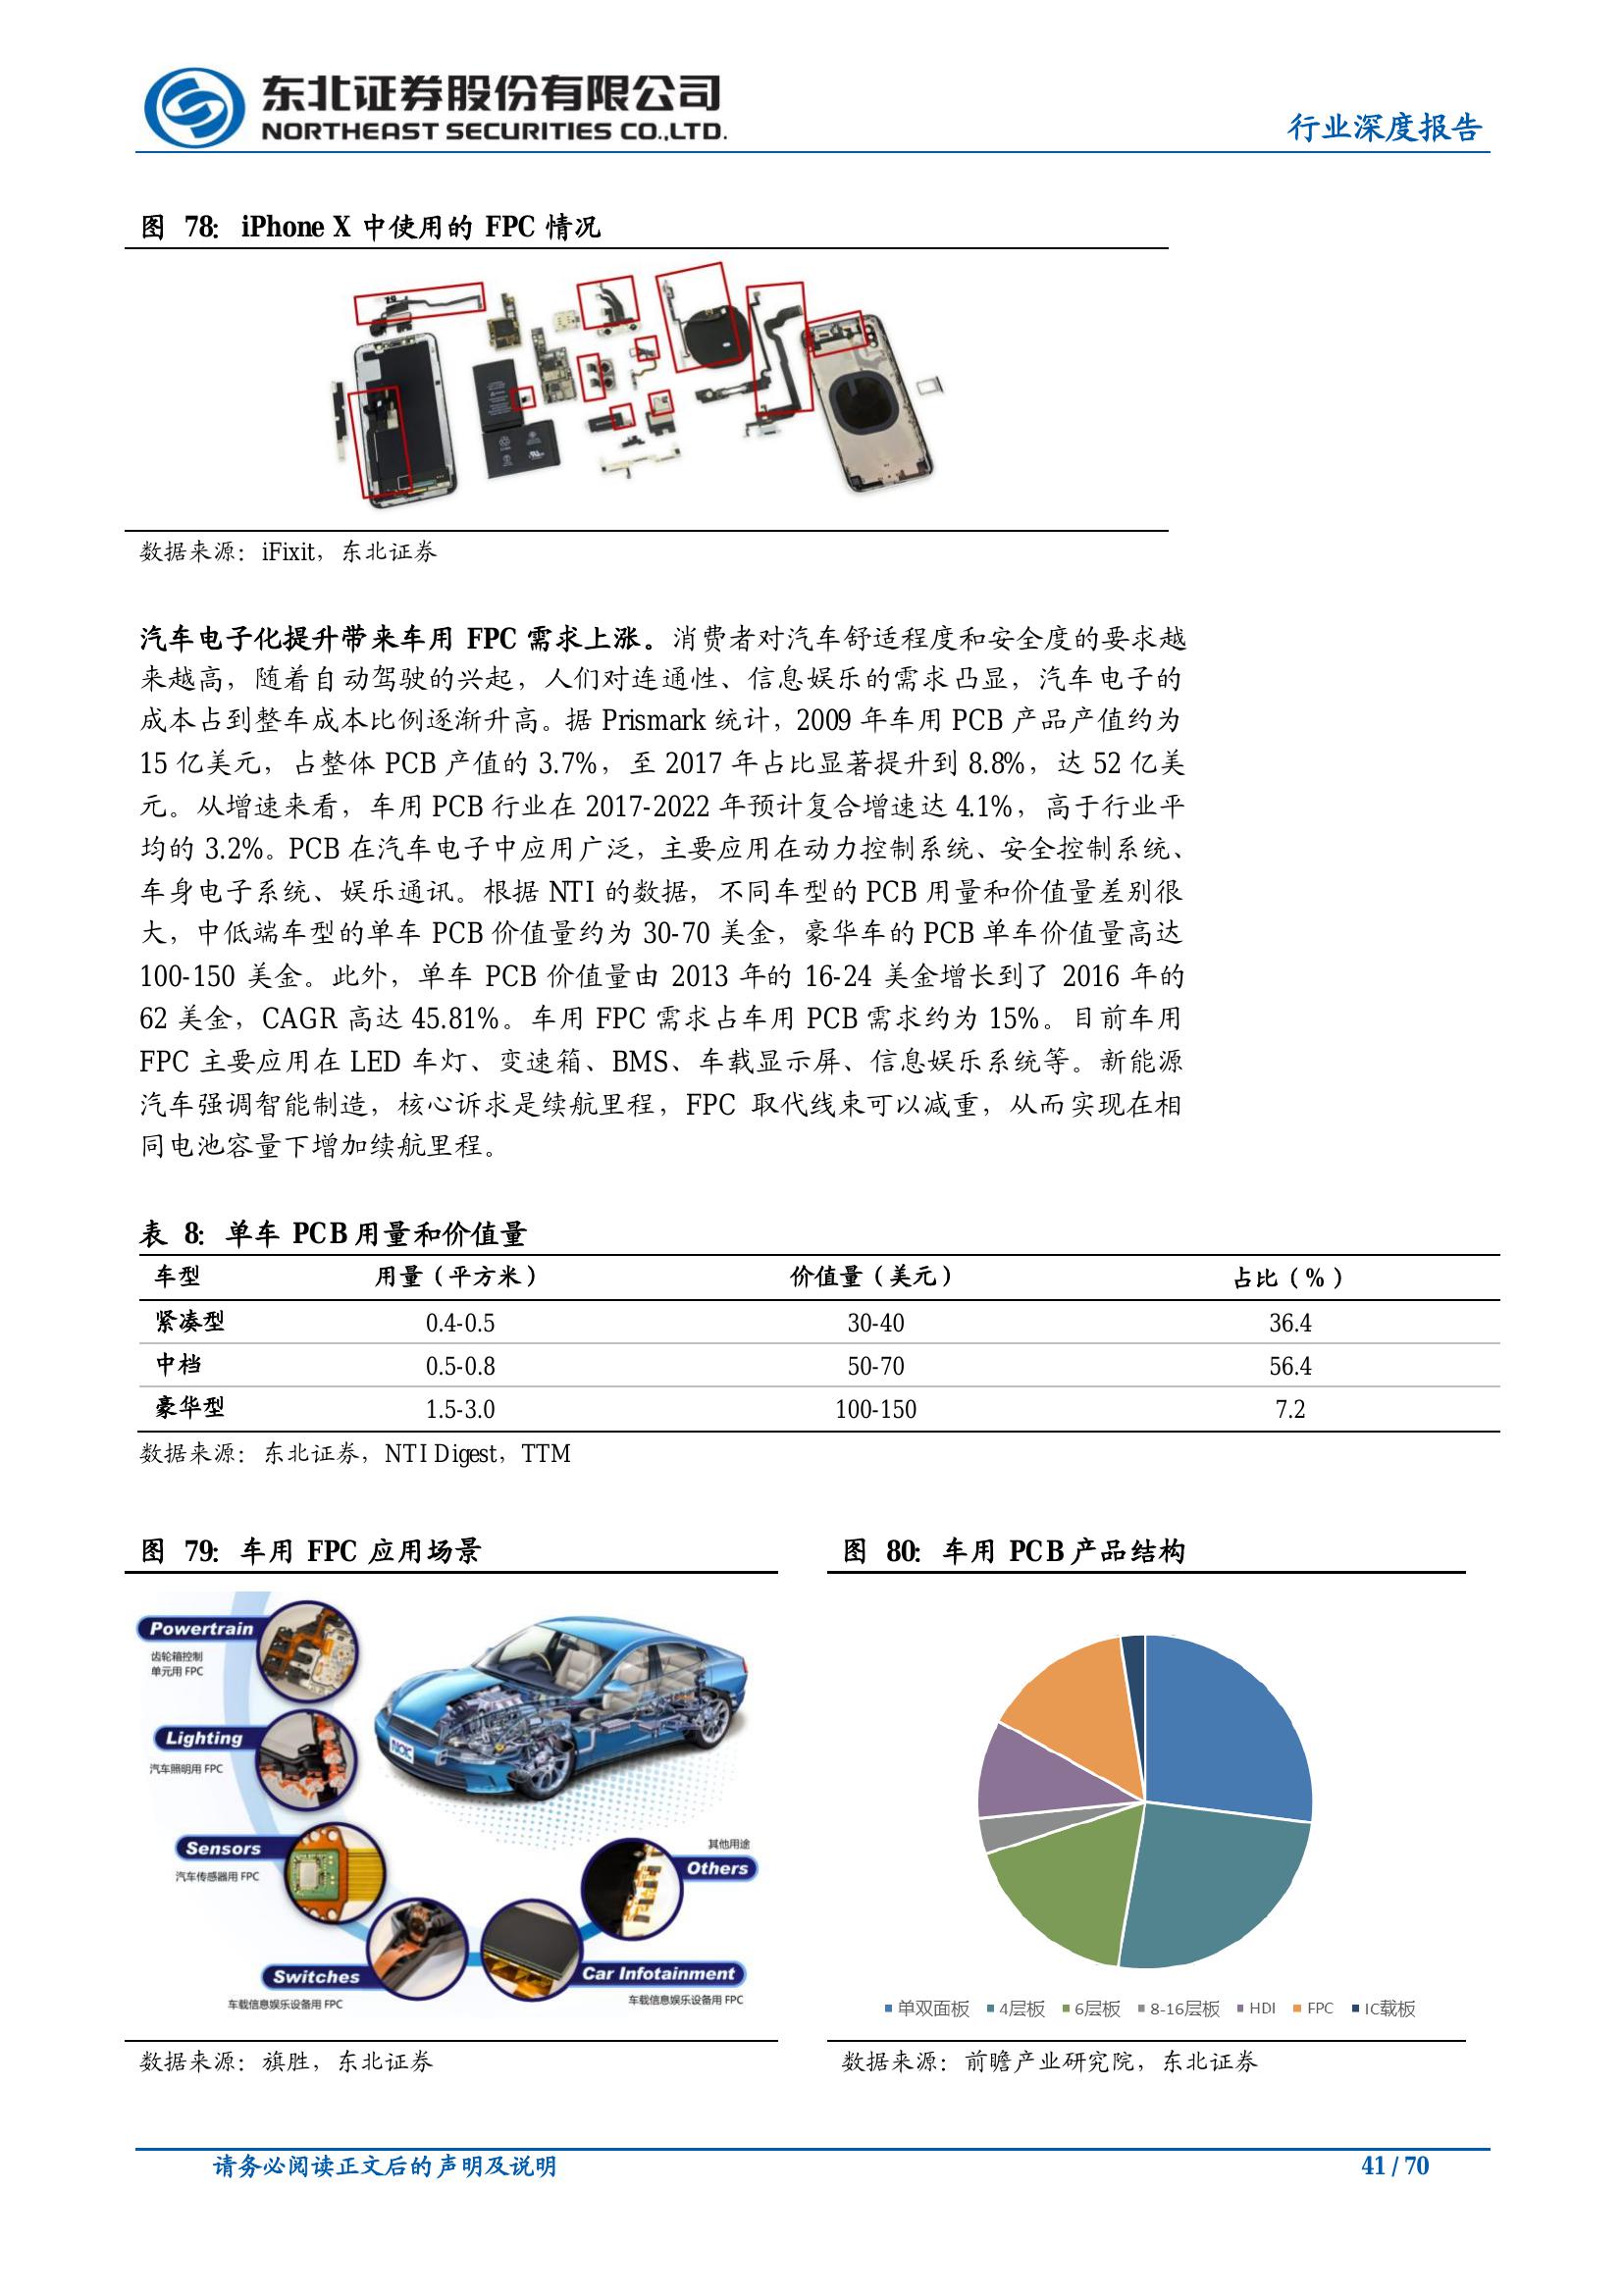 东北证券股份有限公司
NORTHEAST SECURITIES CO.,LTD.
行业深度报告
图 78: iPhone X 中使用的 FPC 情况
数据来源：iFixit，东北证券
汽车电子化提升带来车用 FPC 需求上涨。消费者对汽车舒适程度和安全度的要求越
来越高，随着自动驾驶的兴起，人们对连通性、信息娱乐的需求凸显，汽车电子的
成本占到整车成本比例逐渐升高。据 Prismark 统计，2009 年车用 PCB 产品产值约为
15 亿美元，占整体 PCB 产值的 3.7%，至 2017 年占比显著提升到 8.8%，达 52 亿美
元。从增速来看，车用 PCB 行业在 2017-2022 年预计复合增速达 4.1%，高于行业平
均的 3.2%。PCB 在汽车电子中应用广泛，主要应用在动力控制系统、安全控制系统、
车身电子系统、娱乐通讯。根据 NTI 的数据，不同车型的 PCB 用量和价值量差别很
大，中低端车型的单车 PCB 价值量约为 30-70 美金，豪华车的 PCB 单车价值量高达
100-150 美金。此外，单车 PCB 价值量由 2013 年的 16-24 美金增长到了 2016 年的
62 美金，CAGR 高达 45.81%。车用 FPC 需求占车用 PCB 需求约为 15%。目前车用
FPC 主要应用在 LED 车灯、变速箱、BMS、车载显示屏、信息娱乐系统等。新能源
汽车强调智能制造，核心诉求是续航里程，FPC 取代线束可以减重，从而实现在相
同电池容量下增加续航里程。
表 8: 单车 PCB 用量和价值量
车型 用量（平方米） 价值量（美元） 占比（%）
紧凑型 0.4-0.5 30-40 36.4
中档 0.5-0.8 50-70 56.4
豪华型 1.5-3.0 100-150 7.2
数据来源：东北证券，NTI Digest，TTM
图 79: 车用 FPC 应用场景
Powertrain
齿轮箱控制
单元用 FPC
Lighting
汽车照明用 FPC
NOK
Sensors
汽车传感器用 FPC
其他用途
Others
Switches
车载信息娱乐设备用 FPC
Car Infotainment
车载信息娱乐设备用 FPC
数据来源：旗胜，东北证券
图 80: 车用 PCB 产品结构
单双面板 4层板 6层板 8-16层板 HDI FPC IC载板
数据来源：前瞻产业研究院，东北证券
请务必阅读正文后的声明及说明
41 / 70